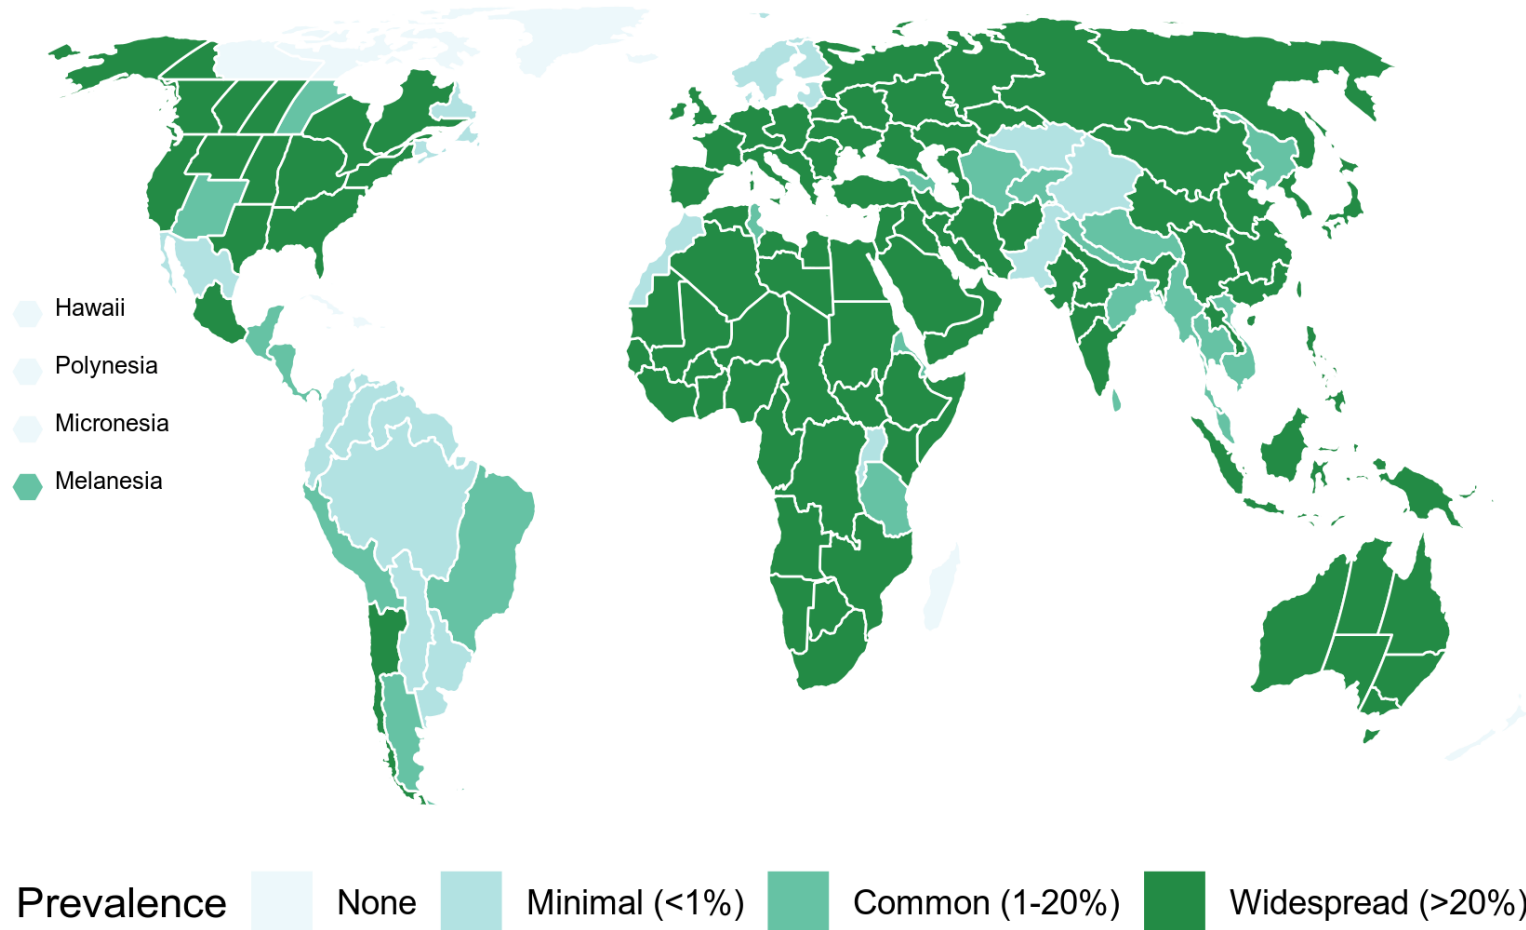 Hawaii
Polynesia
Micronesia
Melanesia
Prevalence None Minimal (<1%) Common (1-20%) Widespread (>20%)